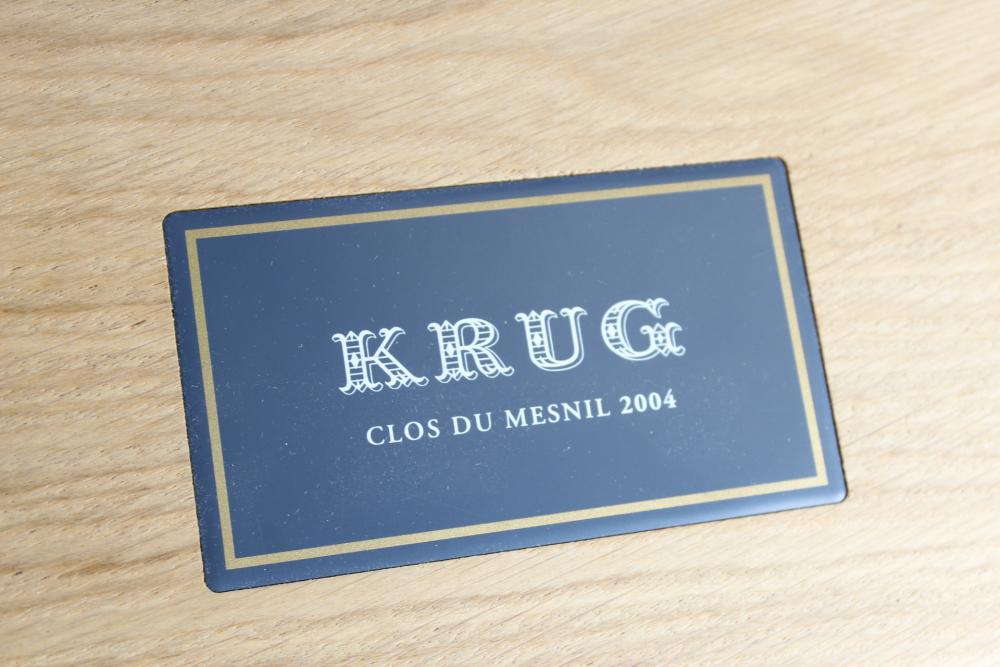 KRUG
CLOS DU MESNIL 2004